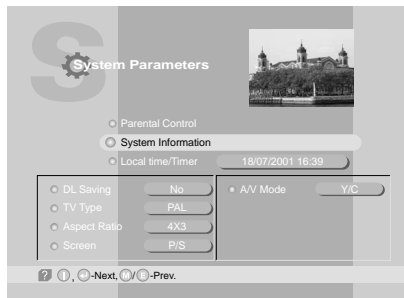 System Parameters
Parental Control
System Information
Local time/Timer 18/07/2001 16:39
DL Saving No
TV Type PAL
Aspect Ratio 4X3
Screen P/S
A/V Mode Y/C
? I, ↵-Next, M/E-Prev.